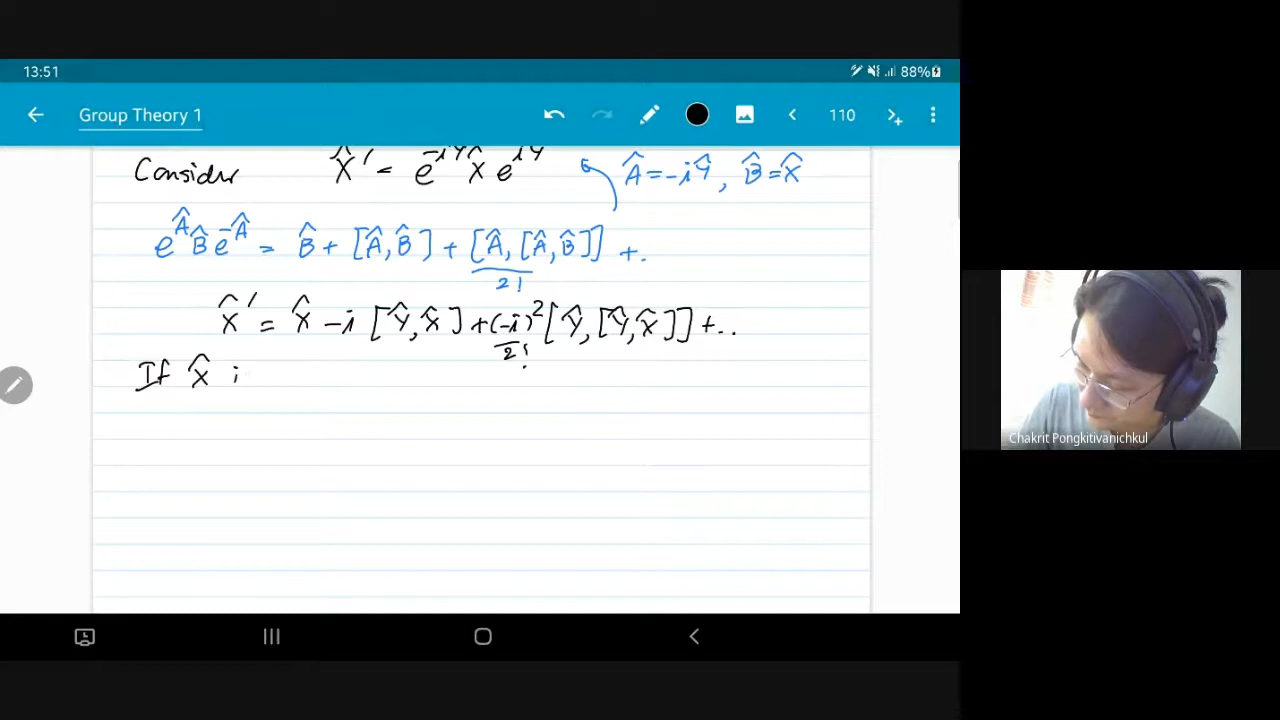 13:51 88%
Group Theory 1 110
Consider X̂' = e^{-iŶ} X̂ e^{iŶ} Â = -iŶ, B̂ = X̂
e^Â B̂ e^{-Â} = B̂ + [Â, B̂] + [Â, [Â, B̂]]/2! + ..
X̂' = X̂ - i [Ŷ, X̂] + (-i)²/2! [Ŷ, [Ŷ, X̂]] + ..
If X̂ i
Chakrit Pongkitivanichkul